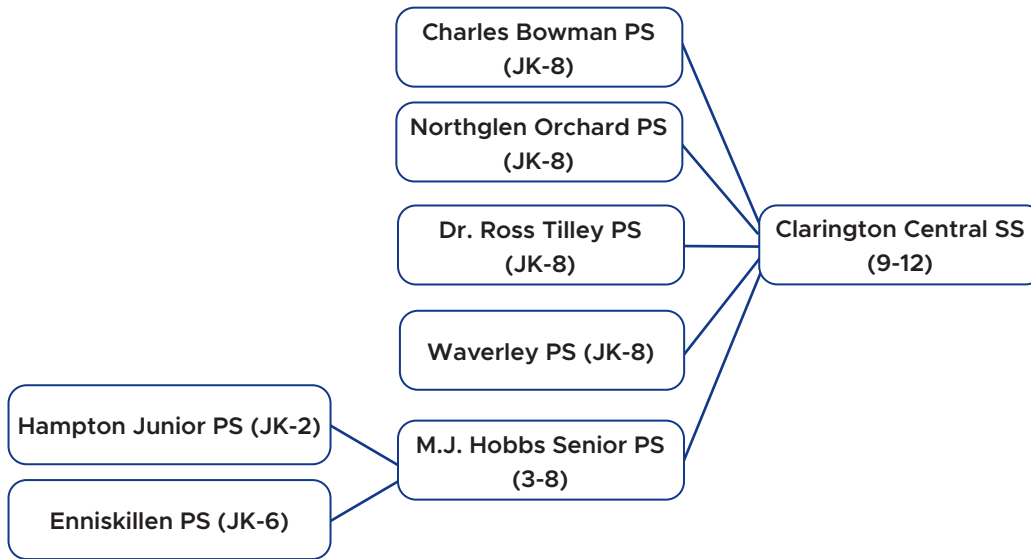 Charles Bowman PS
(JK-8)
Northglen Orchard PS
(JK-8)
Dr. Ross Tilley PS
(JK-8)
Clarington Central SS
(9-12)
Waverley PS (JK-8)
Hampton Junior PS (JK-2)
M.J. Hobbs Senior PS
(3-8)
Enniskillen PS (JK-6)